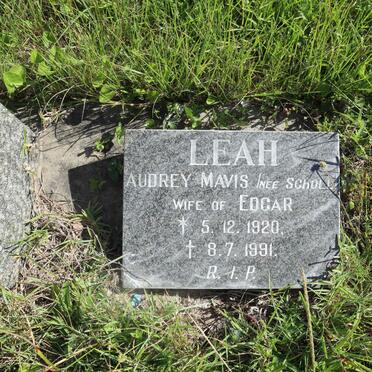 LEAH
AUDREY MAVIS (NEE SCHOL
WIFE OF EDGAR
* 5.12.1920.
† 8.7.1991.
R.I.P.